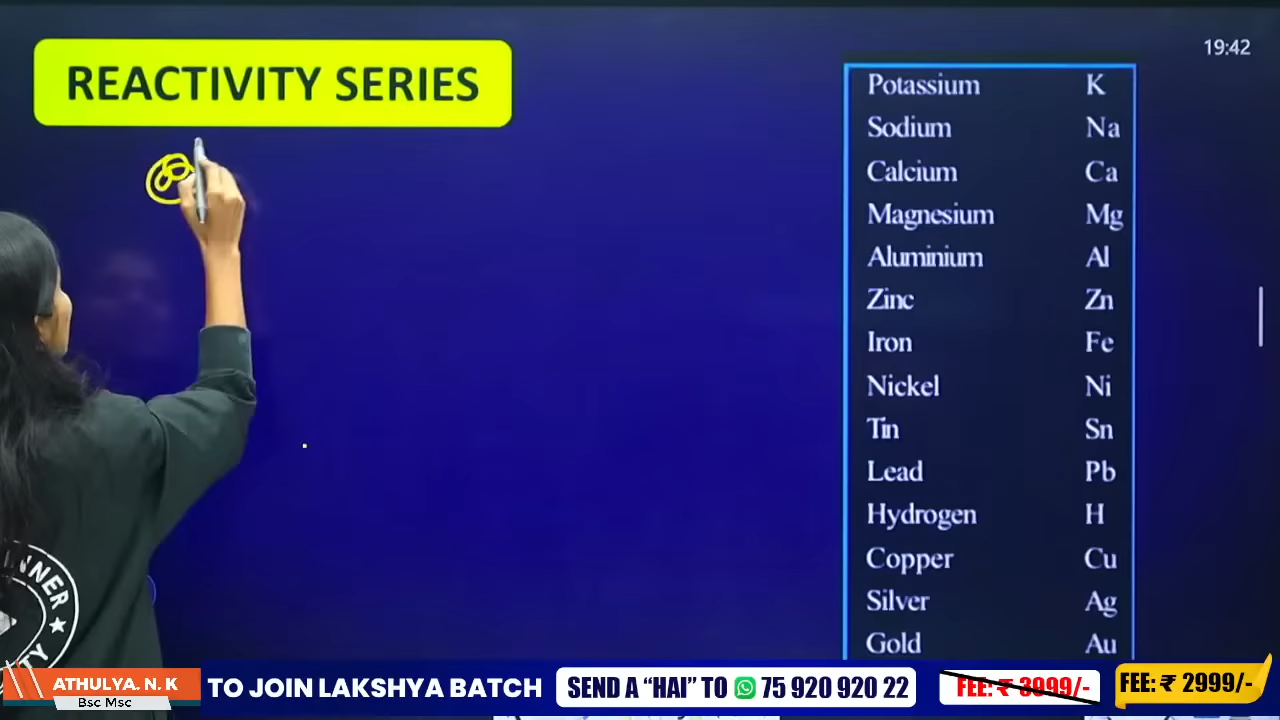 19:42
REACTIVITY SERIES
Potassium K
Sodium Na
Calcium Ca
Magnesium Mg
Aluminium Al
Zinc Zn
Iron Fe
Nickel Ni
Tin Sn
Lead Pb
Hydrogen H
Copper Cu
Silver Ag
Gold Au
ATHULYA. N. K
Bsc Msc
TO JOIN LAKSHYA BATCH
SEND A “HAI” TO 75 920 920 22
FEE: ₹ 3999/-
FEE: ₹ 2999/-